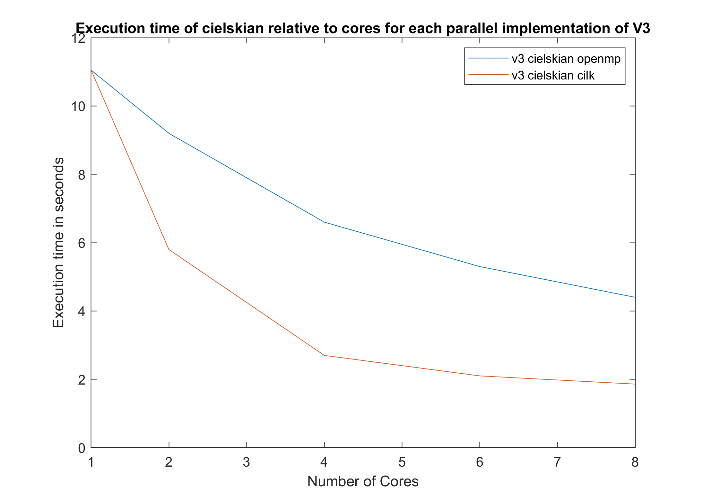 Execution time of cielskian relative to cores for each parallel implementation of V3
12
v3 cielskian openmp
v3 cielskian cilk
10
8
6
4
2
0
Execution time in seconds
1 2 3 4 5 6 7 8
Number of Cores